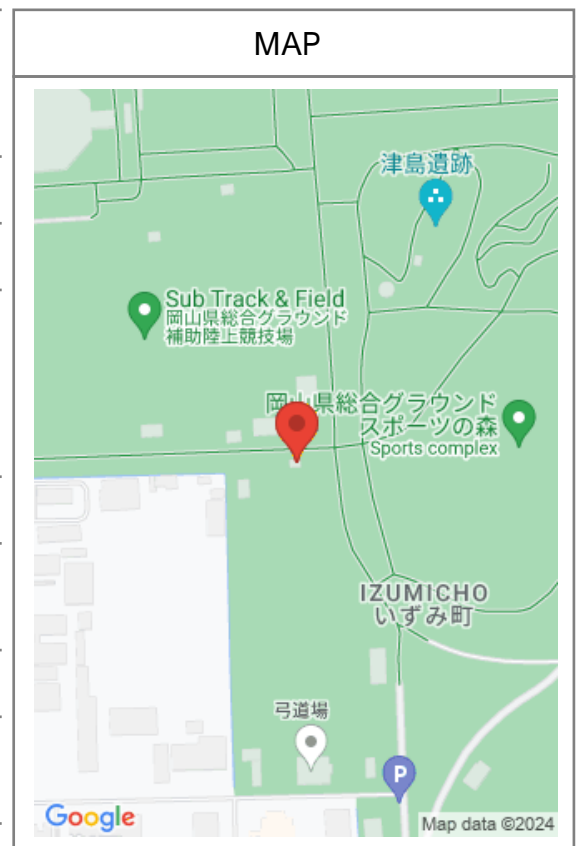 MAP
津島遺跡
Sub Track & Field
岡山県総合グラウンド
補助陸上競技場
岡山県総合グラウンド
スポーツの森
Sports complex
IZUMICHO
いずみ町
弓道場
P
Google
Map data ©2024